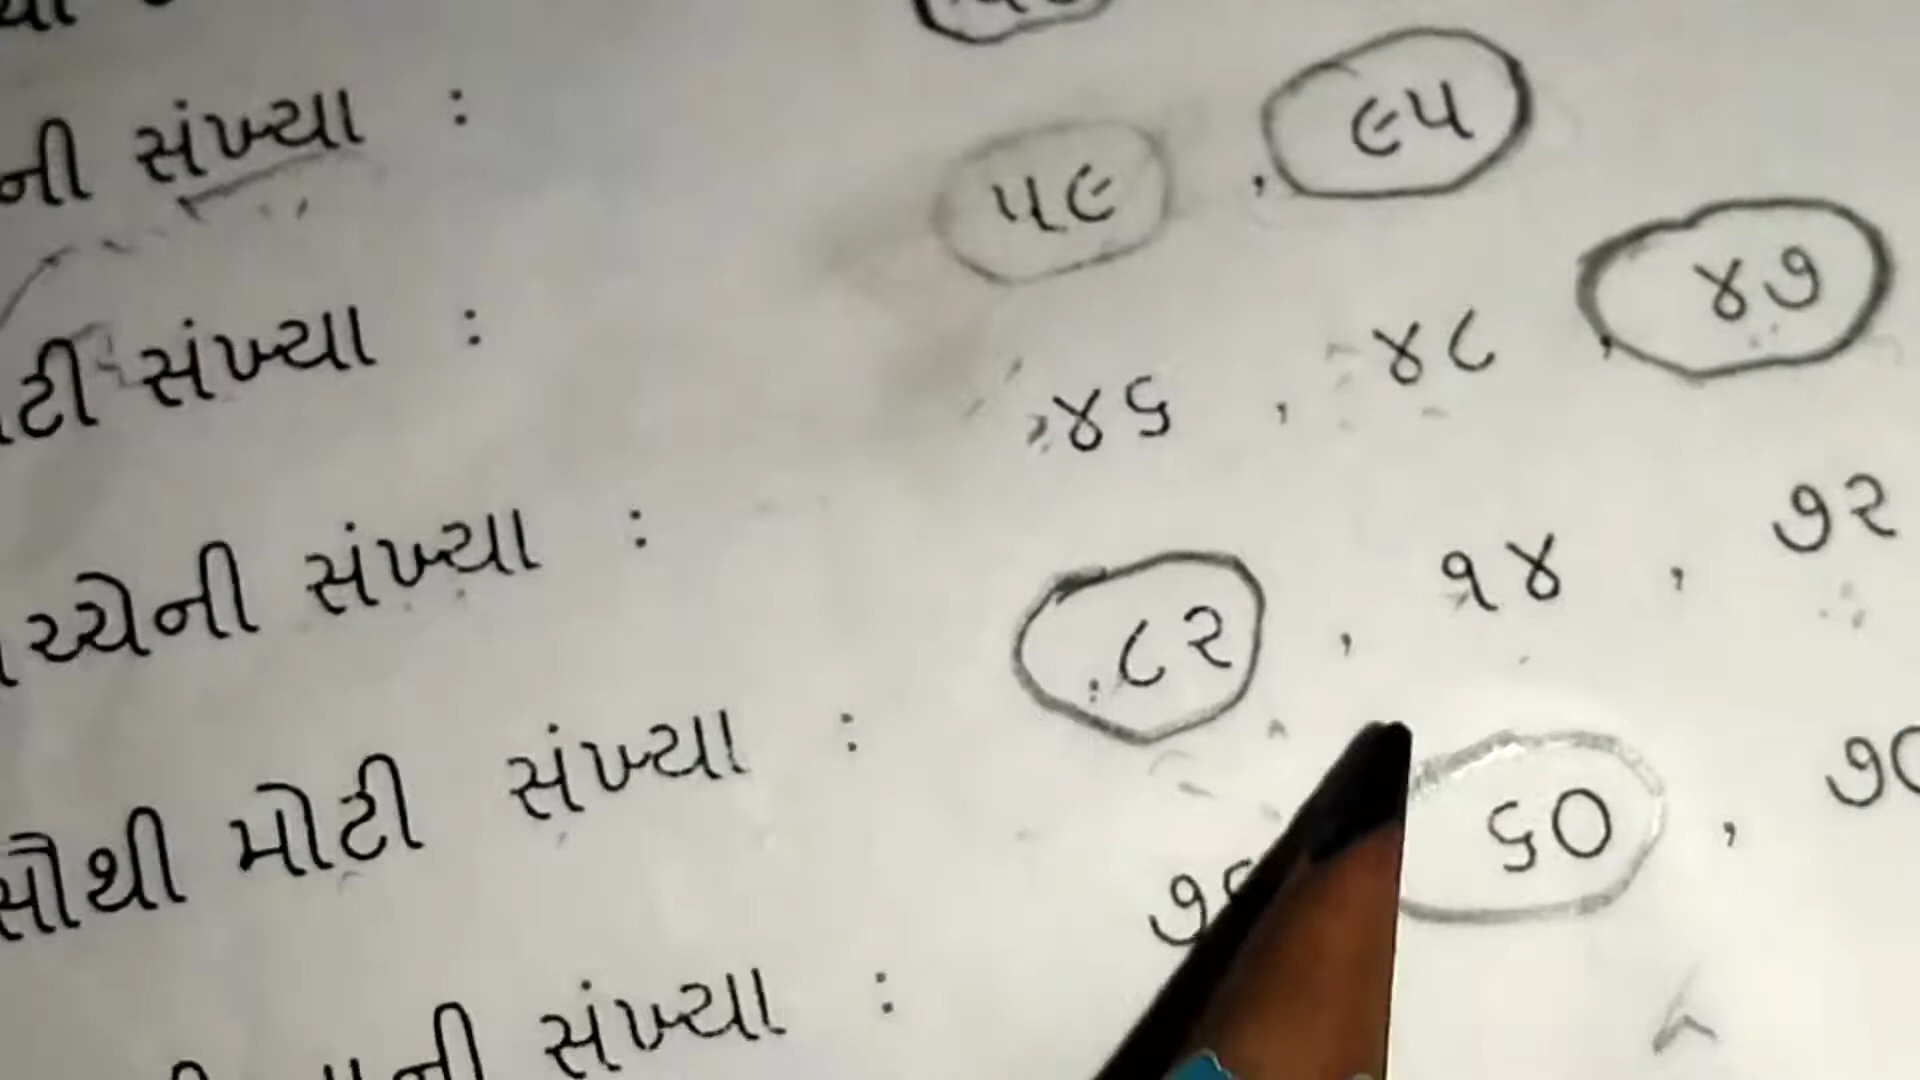 ની સંખ્યા : ૫૯ , ૯૫
ટી સંખ્યા : ૪૬ , ૪૮ , ૪૭
ચ્ચેની સંખ્યા : ૮૨ , ૧૪ , ૭૨
સૌથી મોટી સંખ્યા : ૬૦ ,
ની સંખ્યા :